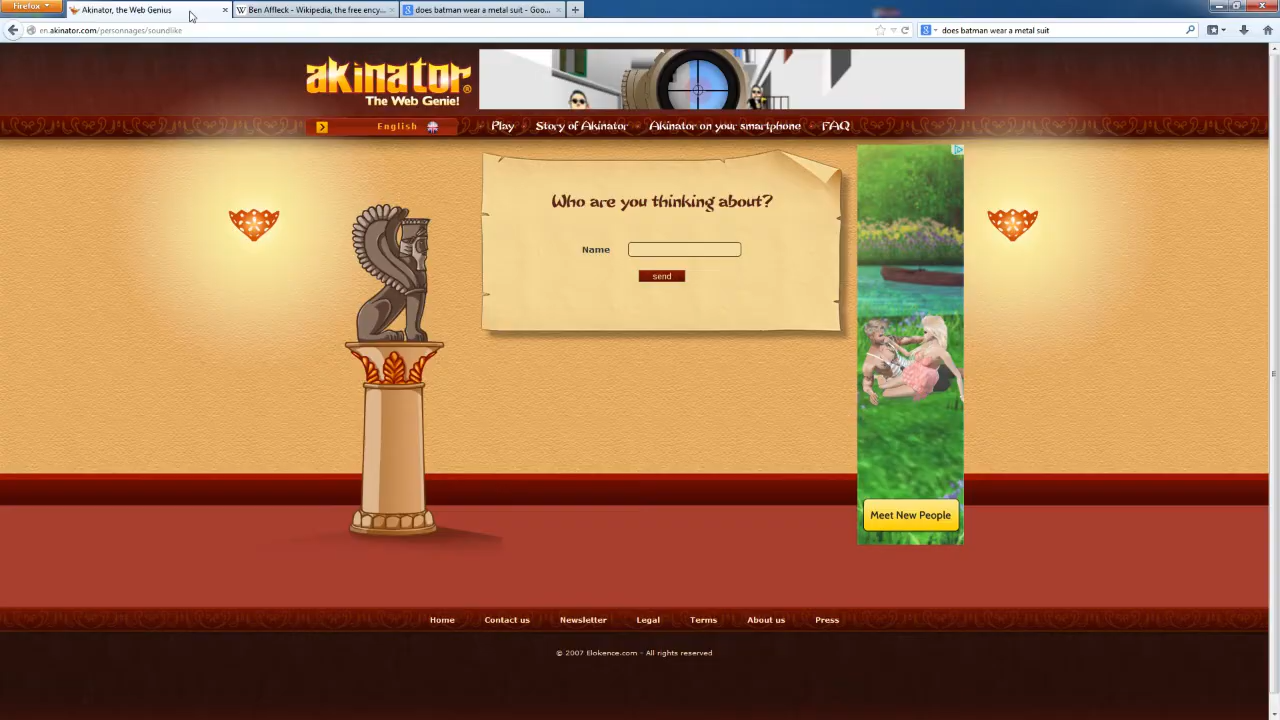 Firefox
Akinator, the Web Genius
Ben Affleck - Wikipedia, the free ency...
does batman wear a metal suit - Goo...
en.akinator.com/personnages/soundlike
does batman wear a metal suit
akinator®
The Web Genie!
English
Play
Story of Akinator
Akinator on your smartphone
FAQ
Who are you thinking about?
Name
send
Meet New People
Home
Contact us
Newsletter
Legal
Terms
About us
Press
© 2007 Elokence.com - All rights reserved